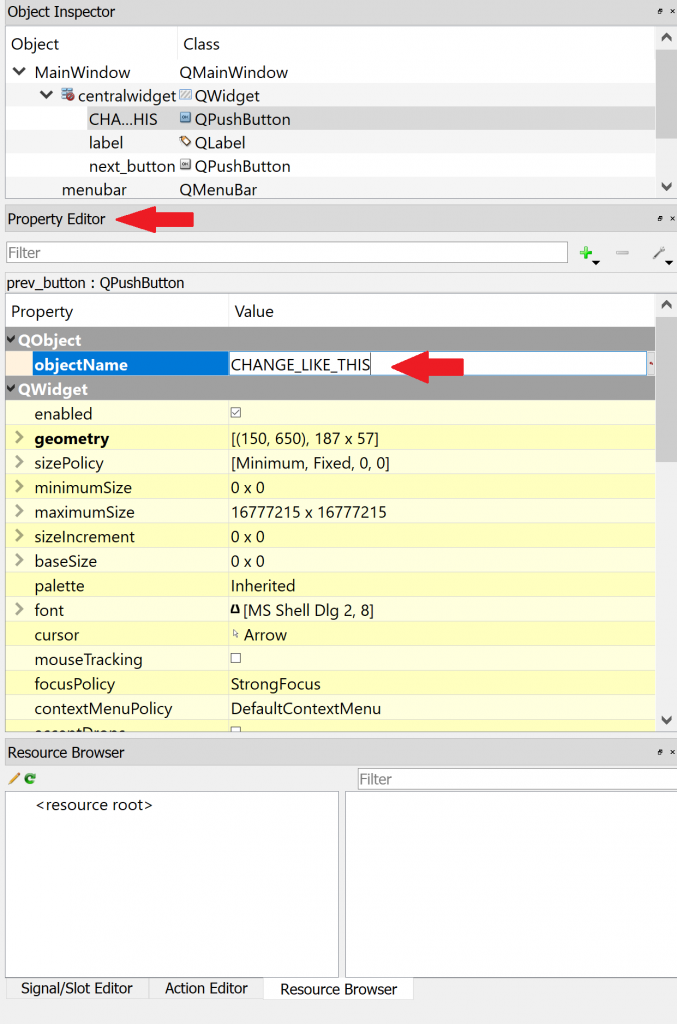 Object Inspector
Object Class
MainWindow QMainWindow
centralwidget QWidget
CHA...HIS QPushButton
label QLabel
next_button QPushButton
menubar QMenuBar
Property Editor
Filter
prev_button : QPushButton
Property Value
QObject
objectName CHANGE_LIKE_THIS
QWidget
enabled
geometry [(150, 650), 187 x 57]
sizePolicy [Minimum, Fixed, 0, 0]
minimumSize 0 x 0
maximumSize 16777215 x 16777215
sizeIncrement 0 x 0
baseSize 0 x 0
palette Inherited
font [MS Shell Dlg 2, 8]
cursor Arrow
mouseTracking
focusPolicy StrongFocus
contextMenuPolicy DefaultContextMenu
acceptDrops
Resource Browser
Filter
<resource root>
Signal/Slot Editor Action Editor Resource Browser